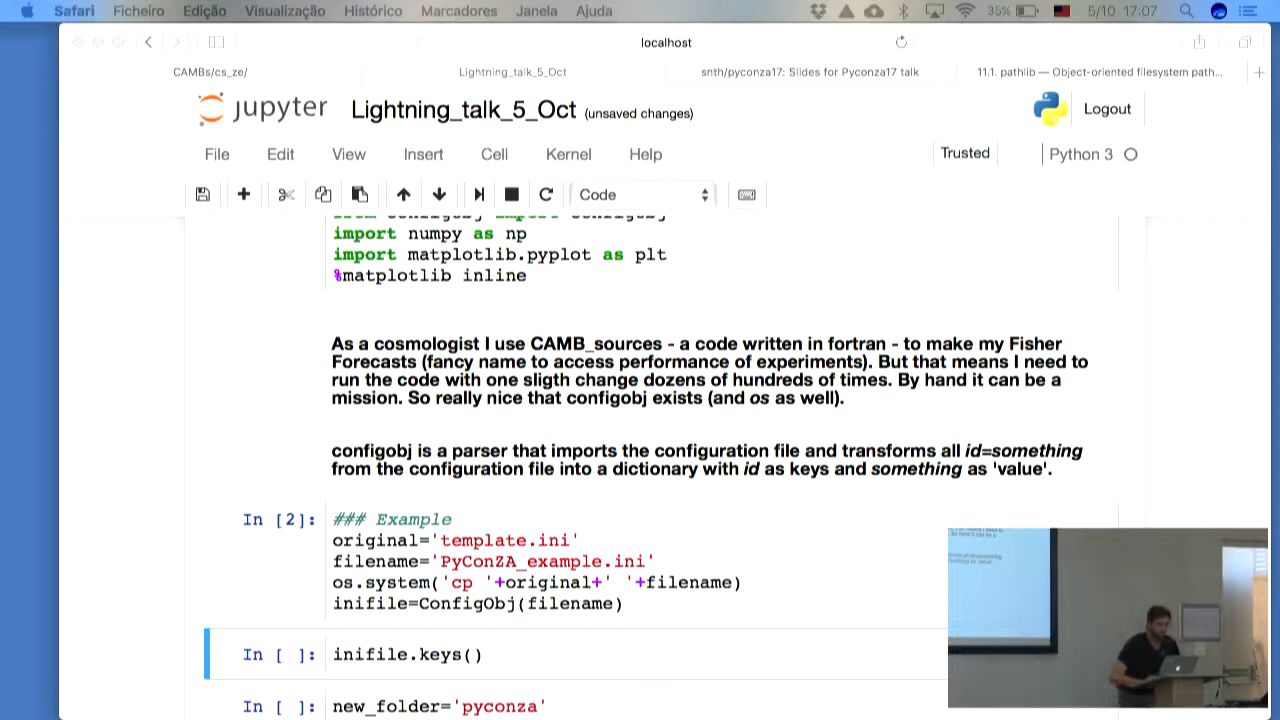 Safari Ficheiro Edição Visualização Histórico Marcadores Janela Ajuda 35% 5/10 17:07
localhost
CAMBs/cs_ze/ Lightning_talk_5_Oct snth/pyconza17: Slides for Pyconza17 talk 11.1. pathlib — Object-oriented filesystem path...
jupyter Lightning_talk_5_Oct (unsaved changes) Logout
File Edit View Insert Cell Kernel Help Trusted Python 3
Code
import numpy as np
import matplotlib.pyplot as plt
%matplotlib inline
As a cosmologist I use CAMB_sources - a code written in fortran - to make my Fisher
Forecasts (fancy name to access performance of experiments). But that means I need to
run the code with one sligth change dozens of hundreds of times. By hand it can be a
mission. So really nice that configobj exists (and os as well).
configobj is a parser that imports the configuration file and transforms all id=something
from the configuration file into a dictionary with id as keys and something as 'value'.
In [2]: ### Example
original='template.ini'
filename='PyConZA_example.ini'
os.system('cp '+original+' '+filename)
inifile=ConfigObj(filename)
In [ ]: inifile.keys()
In [ ]: new_folder='pyconza'